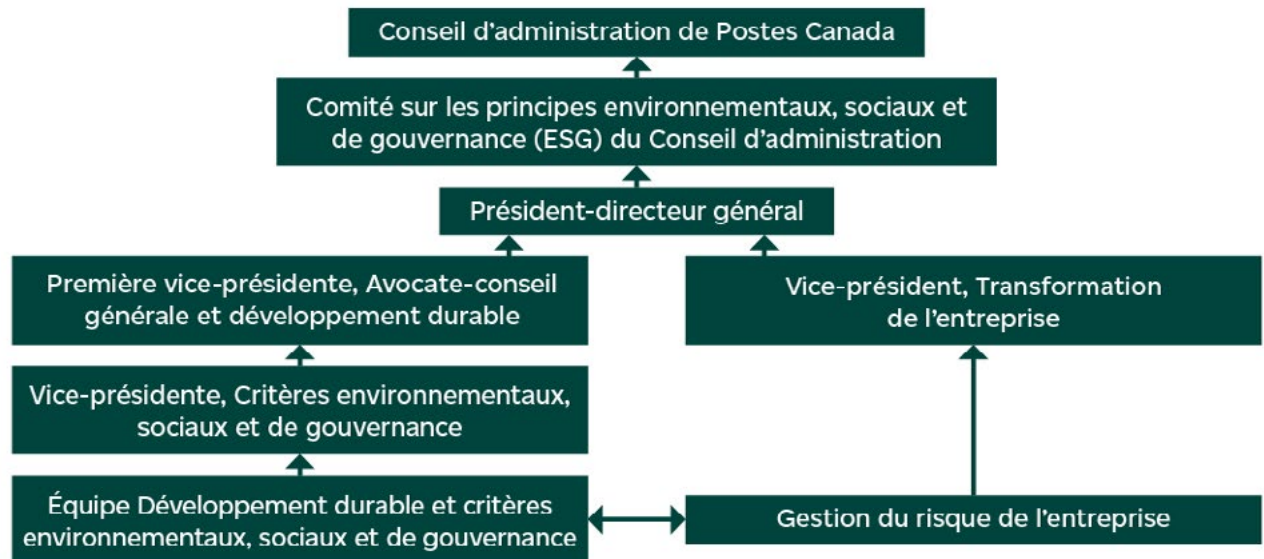 Conseil d'administration de Postes Canada
Comité sur les principes environnementaux, sociaux et
de gouvernance (ESG) du Conseil d'administration
Président-directeur général
Première vice-présidente, Avocate-conseil
générale et développement durable
Vice-président, Transformation
de l'entreprise
Vice-présidente, Critères environnementaux,
sociaux et de gouvernance
Équipe Développement durable et critères
environnementaux, sociaux et de gouvernance
Gestion du risque de l'entreprise